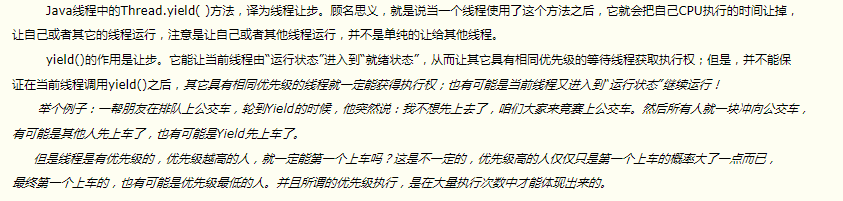 Java线程中的Thread.yield( )方法，译为线程让步。顾名思义，就是说当一个线程使用了这个方法之后，它就会把自己CPU执行的时间让掉，
让自己或者其它的线程运行，注意是让自己或者其他线程运行，并不是单纯的让给其他线程。
yield()的作用是让步。它能让当前线程由“运行状态”进入到“就绪状态”，从而让其它具有相同优先级的等待线程获取执行权；但是，并不能保
证在当前线程调用yield()之后，其它具有相同优先级的线程就一定能获得执行权；也有可能是当前线程又进入到“运行状态”继续运行！
举个例子：一帮朋友在排队上公交车，轮到Yield的时候，他突然说：我不想先上去了，咱们大家来竞赛上公交车。然后所有人就一块冲向公交车，
有可能是其他人先上车了，也有可能是Yield先上车了。
但是线程是有优先级的，优先级越高的人，就一定能第一个上车吗？这是不一定的，优先级高的人仅仅只是第一个上车的概率大了一点而已，
最终第一个上车的，也有可能是优先级最低的人。并且所谓的优先级执行，是在大量执行次数中才能体现出来的。